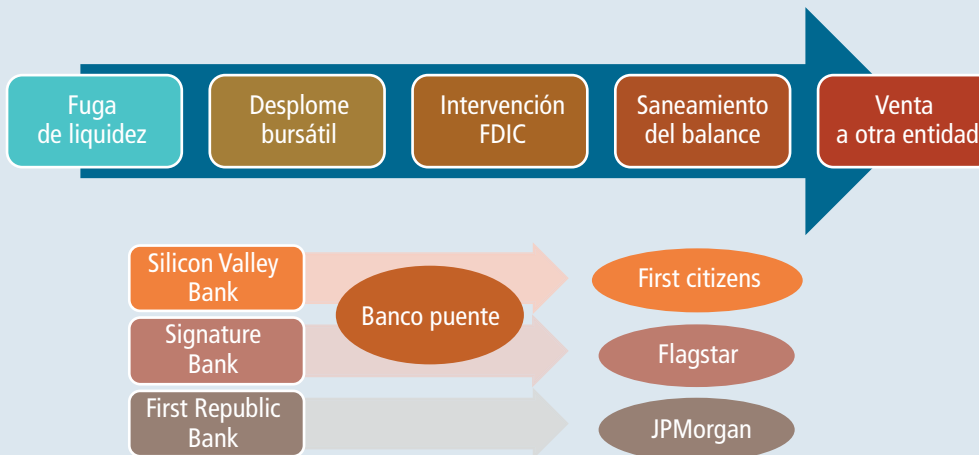 Fuga
de liquidez
Desplome
bursátil
Intervención
FDIC
Saneamiento
del balance
Venta
a otra entidad
Silicon Valley
Bank
Banco puente
First citizens
Signature
Bank
Flagstar
First Republic
Bank
JPMorgan